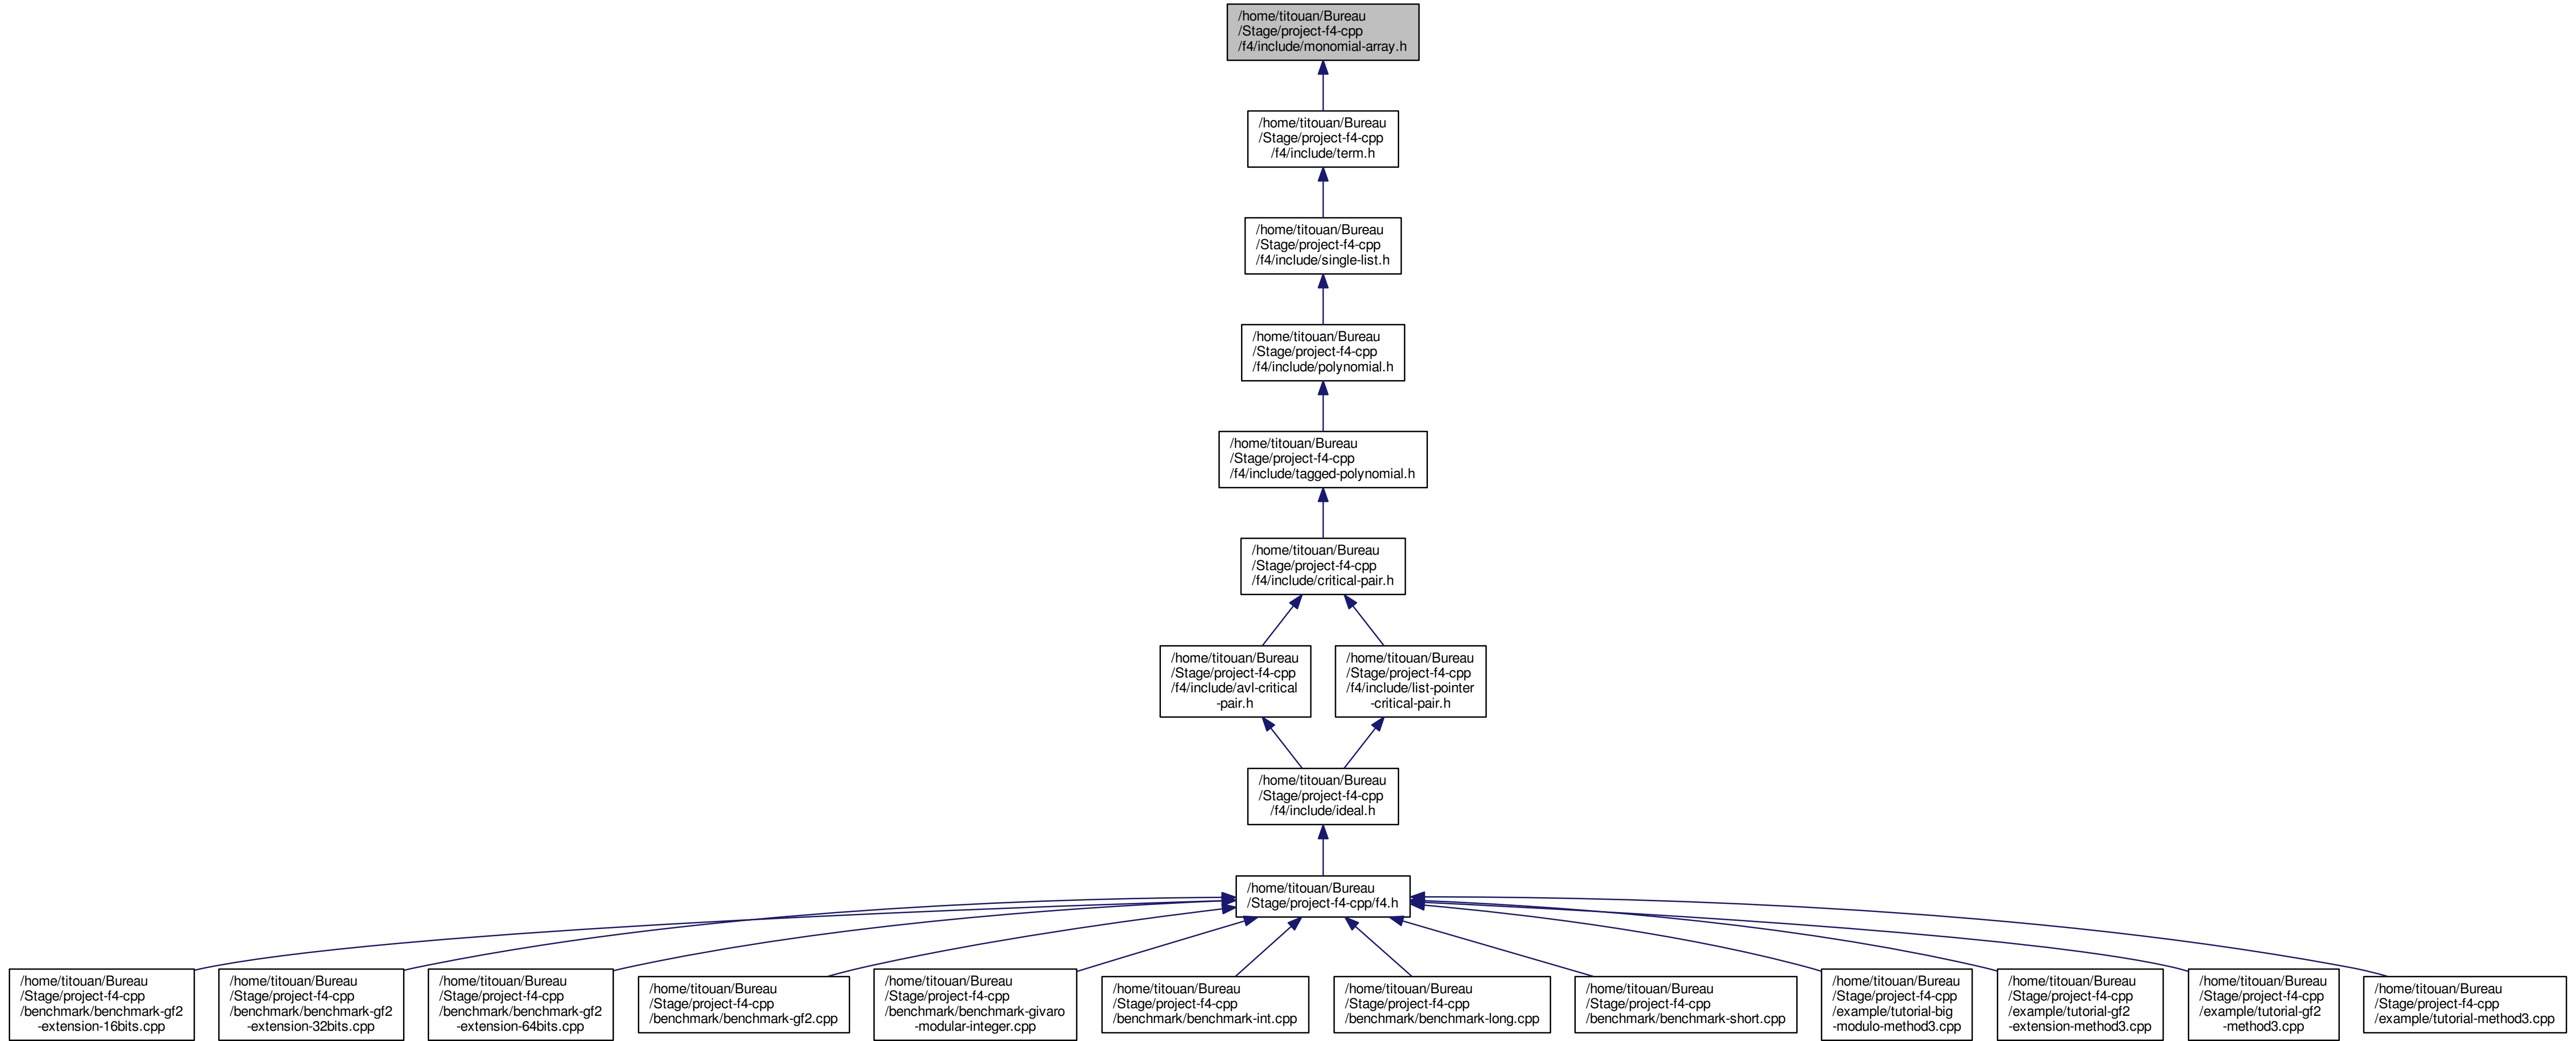 /home/titouan/Bureau
/Stage/project-f4-cpp
/f4/include/monomial-array.h
/home/titouan/Bureau
/Stage/project-f4-cpp
/f4/include/term.h
/home/titouan/Bureau
/Stage/project-f4-cpp
/f4/include/single-list.h
/home/titouan/Bureau
/Stage/project-f4-cpp
/f4/include/polynomial.h
/home/titouan/Bureau
/Stage/project-f4-cpp
/f4/include/tagged-polynomial.h
/home/titouan/Bureau
/Stage/project-f4-cpp
/f4/include/critical-pair.h
/home/titouan/Bureau
/Stage/project-f4-cpp
/f4/include/avl-critical
-pair.h
/home/titouan/Bureau
/Stage/project-f4-cpp
/f4/include/list-pointer
-critical-pair.h
/home/titouan/Bureau
/Stage/project-f4-cpp
/f4/include/ideal.h
/home/titouan/Bureau
/Stage/project-f4-cpp/f4.h
/home/titouan/Bureau
/Stage/project-f4-cpp
/benchmark/benchmark-gf2
-extension-16bits.cpp
/home/titouan/Bureau
/Stage/project-f4-cpp
/benchmark/benchmark-gf2
-extension-32bits.cpp
/home/titouan/Bureau
/Stage/project-f4-cpp
/benchmark/benchmark-gf2
-extension-64bits.cpp
/home/titouan/Bureau
/Stage/project-f4-cpp
/benchmark/benchmark-gf2.cpp
/home/titouan/Bureau
/Stage/project-f4-cpp
/benchmark/benchmark-givaro
-modular-integer.cpp
/home/titouan/Bureau
/Stage/project-f4-cpp
/benchmark/benchmark-int.cpp
/home/titouan/Bureau
/Stage/project-f4-cpp
/benchmark/benchmark-long.cpp
/home/titouan/Bureau
/Stage/project-f4-cpp
/benchmark/benchmark-short.cpp
/home/titouan/Bureau
/Stage/project-f4-cpp
/example/tutorial-big
-modulo-method3.cpp
/home/titouan/Bureau
/Stage/project-f4-cpp
/example/tutorial-gf2
-extension-method3.cpp
/home/titouan/Bureau
/Stage/project-f4-cpp
/example/tutorial-gf2
-method3.cpp
/home/titouan/Bureau
/Stage/project-f4-cpp
/example/tutorial-method3.cpp